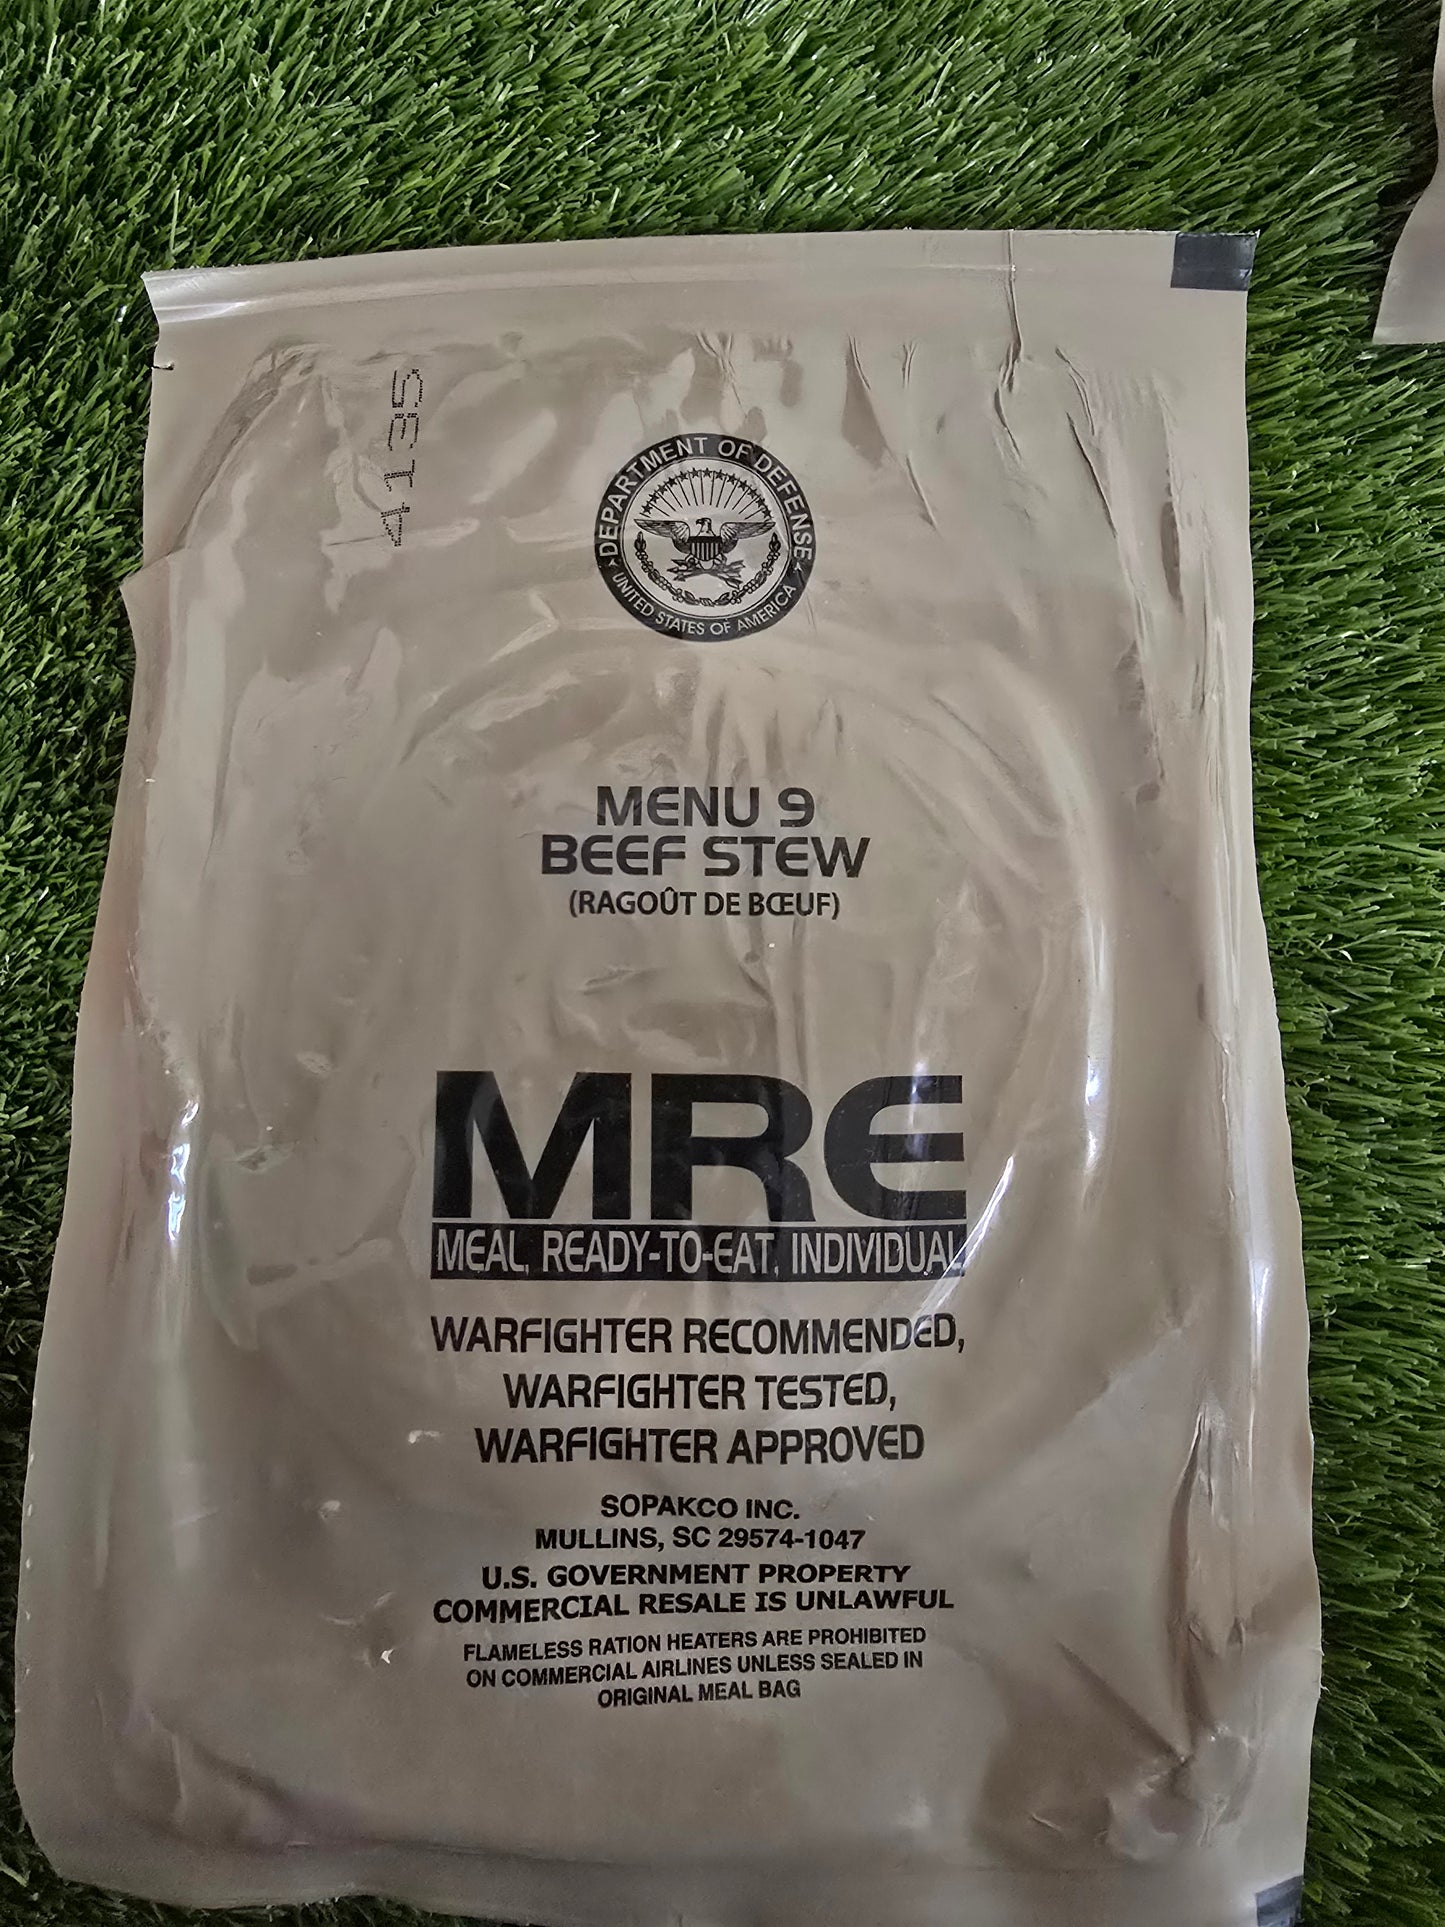 4135
DEPARTMENT OF DEFENSE
UNITED STATES OF AMERICA
MENU 9
BEEF STEW
(RAGOÛT DE BŒUF)
MRE
MEAL, READY-TO-EAT, INDIVIDUAL
WARFIGHTER RECOMMENDED,
WARFIGHTER TESTED,
WARFIGHTER APPROVED
SOPAKCO INC.
MULLINS, SC 29574-1047
U.S. GOVERNMENT PROPERTY
COMMERCIAL RESALE IS UNLAWFUL
FLAMELESS RATION HEATERS ARE PROHIBITED
ON COMMERCIAL AIRLINES UNLESS SEALED IN
ORIGINAL MEAL BAG